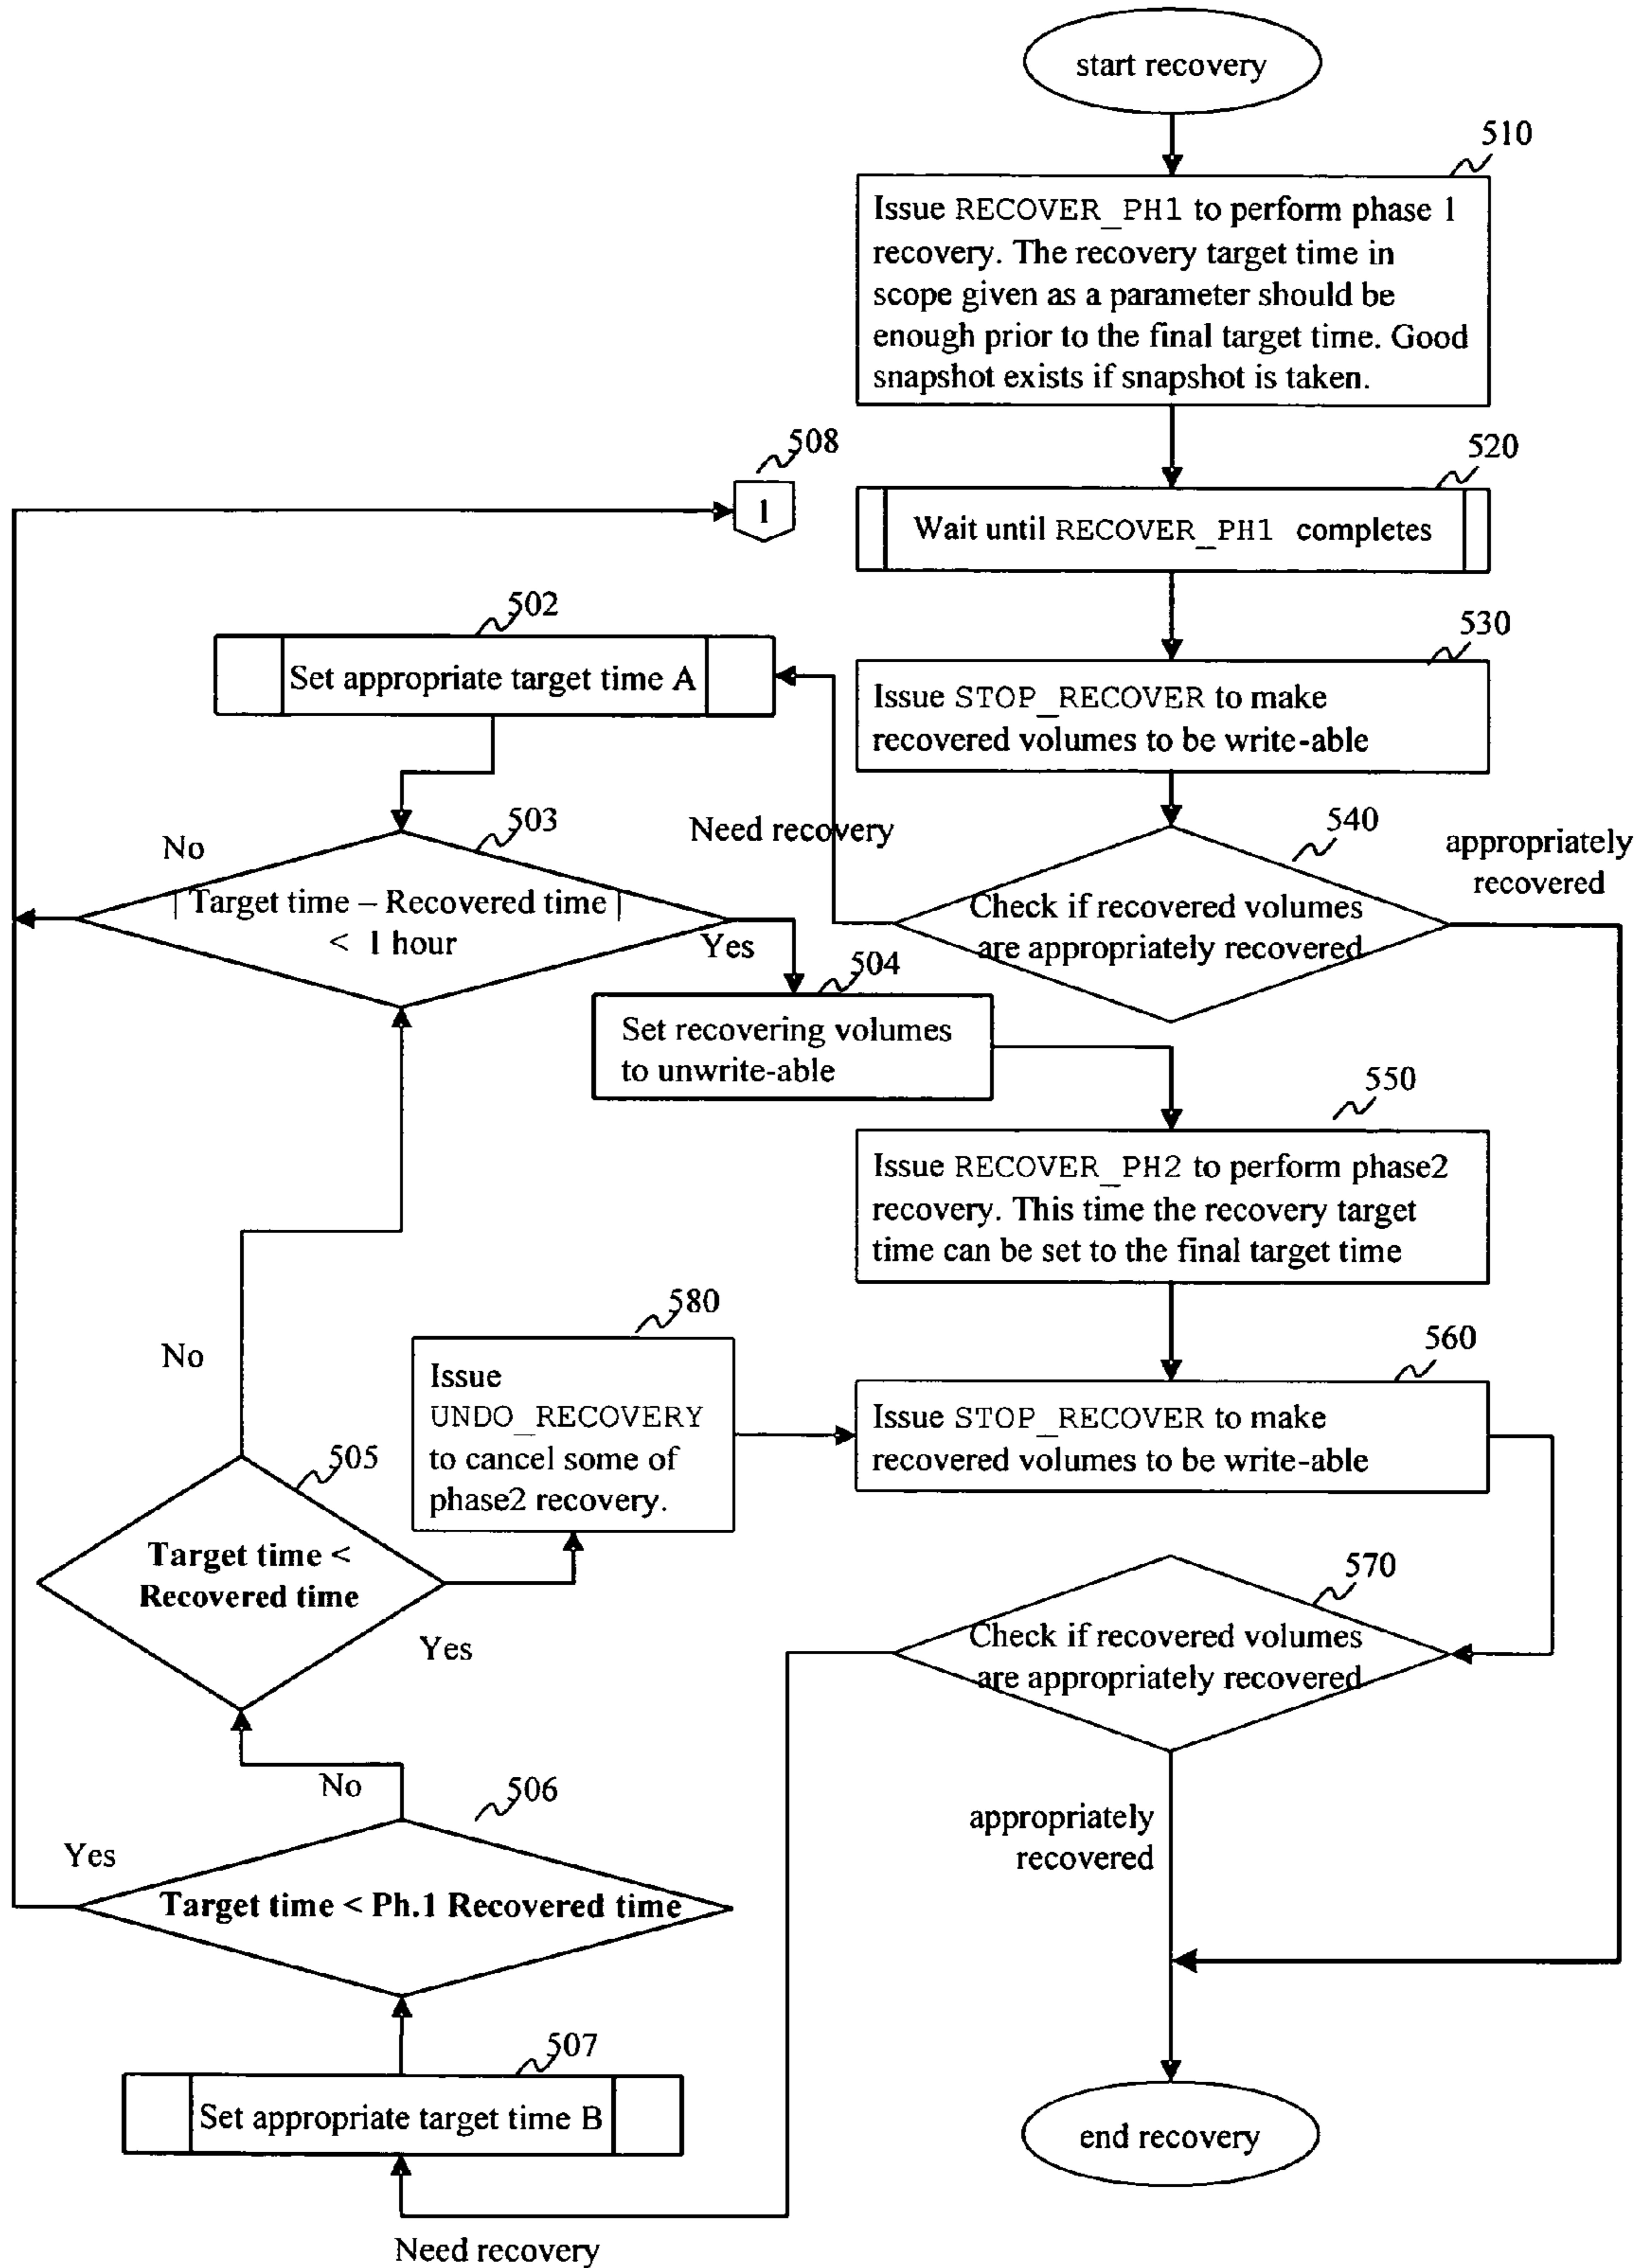 start recovery
510
Issue RECOVER_PH1 to perform phase 1
recovery. The recovery target time in
scope given as a parameter should be
enough prior to the final target time. Good
snapshot exists if snapshot is taken.
508
1
520
Wait until RECOVER_PH1 completes
502
Set appropriate target time A
530
Issue STOP_RECOVER to make
recovered volumes to be write-able
503
No
| Target time – Recovered time |
< 1 hour
Yes
Need recovery
540
appropriately
recovered
Check if recovered volumes
are appropriately recovered
504
Set recovering volumes
to unwrite-able
550
Issue RECOVER_PH2 to perform phase2
recovery. This time the recovery target
time can be set to the final target time
580
Issue
UNDO_RECOVERY
to cancel some of
phase2 recovery.
560
Issue STOP_RECOVER to make
recovered volumes to be write-able
No
505
Target time <
Recovered time
Yes
570
Check if recovered volumes
are appropriately recovered
No
506
Yes
Target time < Ph.1 Recovered time
appropriately
recovered
507
Set appropriate target time B
Need recovery
end recovery